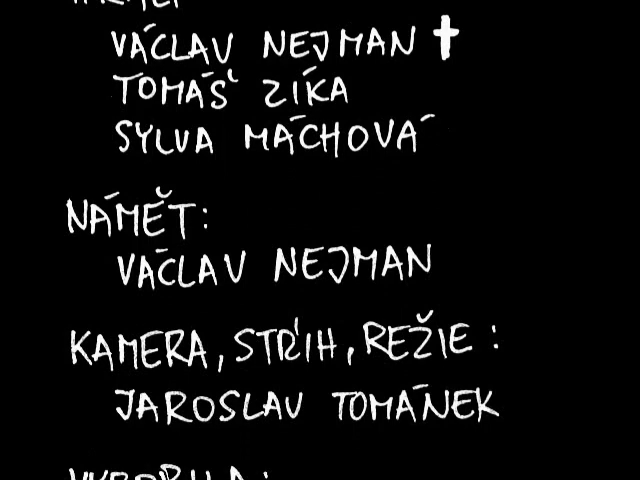 VÁCLAV NEJMAN ✝
TOMÁŠ ZÍKA
SYLVA MÁCHOVÁ
NÁMĚT:
VÁCLAV NEJMAN
KAMERA, STŘIH, REŽIE:
JAROSLAV TOMÁNEK